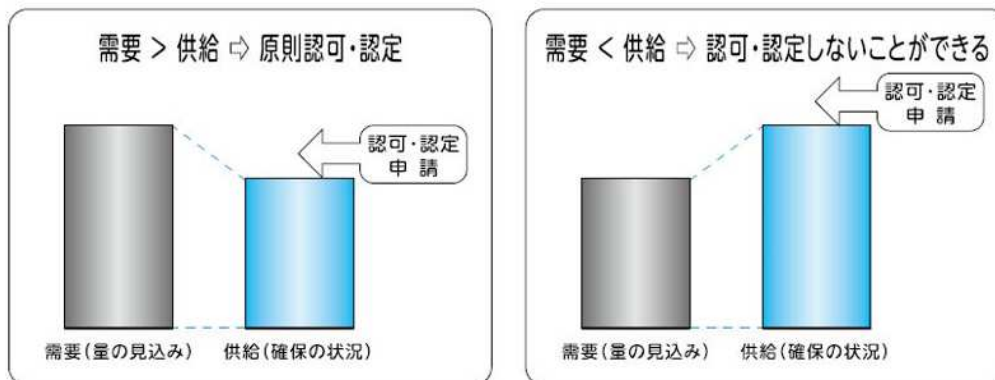 需要 > 供給 ⇨ 原則認可・認定
認可・認定
申 請
需要(量の見込み)
供給(確保の状況)
需要 < 供給 ⇨ 認可・認定しないことができる
認可・認定
申 請
需要(量の見込み)
供給(確保の状況)